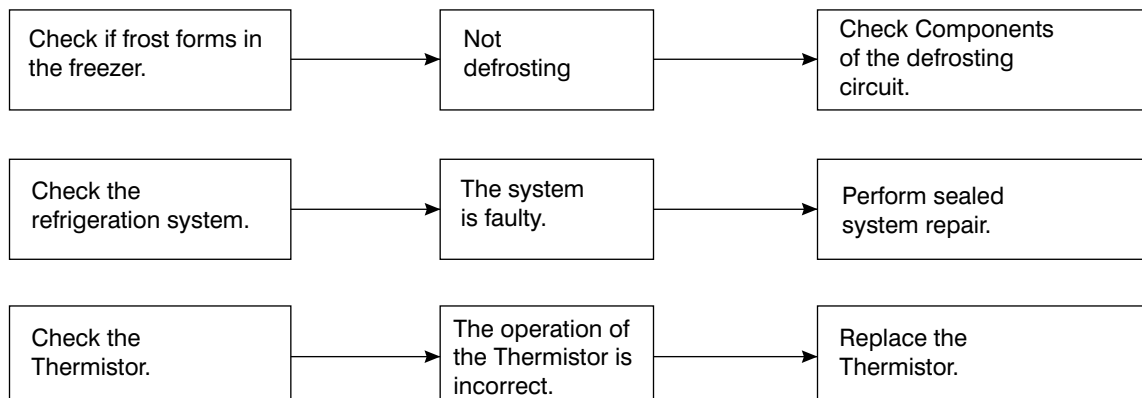 Check if frost forms in
the freezer.
Not
defrosting
Check Components
of the defrosting
circuit.
Check the
refrigeration system.
The system
is faulty.
Perform sealed
system repair.
Check the
Thermistor.
The operation of
the Thermistor is
incorrect.
Replace the
Thermistor.